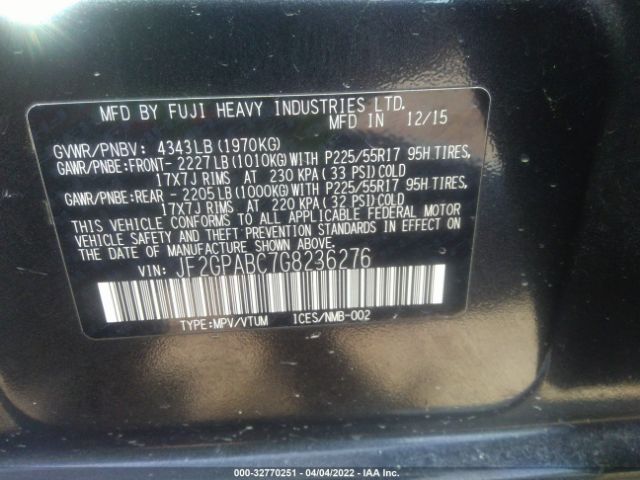 MFD BY FUJI HEAVY INDUSTRIES LTD.
MFD IN 12/15
GVWR/PNBV: 4343LB(1970KG)
GAWR/PNBE:FRONT- 2227LB(1010KG)WITH P225/55R17 95H TIRES,
17X7J RIMS AT 230 KPA(33 PSI)COLD
GAWR/PNBE:REAR - 2205LB(1000KG)WITH P225/55R17 95H TIRES,
17X7J RIMS AT 220 KPA(32 PSI)COLD
THIS VEHICLE CONFORMS TO ALL APPLICABLE FEDERAL MOTOR
VEHICLE SAFETY AND THEFT PREVENTION STANDARDS IN EFFECT ON
THE DATE OF MANUFACTURE SHOWN ABOVE.
VIN: JF2GPABC7G8236276
TYPE:MPV/VTUM ICES/NMB-002
000-32770251 - 04/04/2022 - IAA Inc.